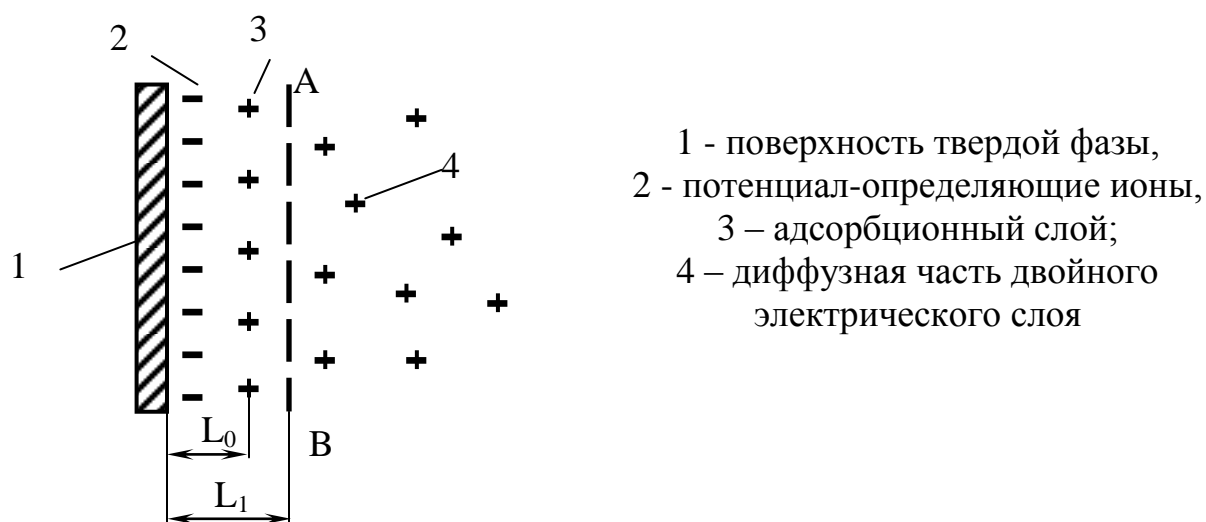 2
3
A
4
1
L0
B
L1
1 - поверхность твердой фазы,
2 - потенциал-определяющие ионы,
3 – адсорбционный слой;
4 – диффузная часть двойного
электрического слоя